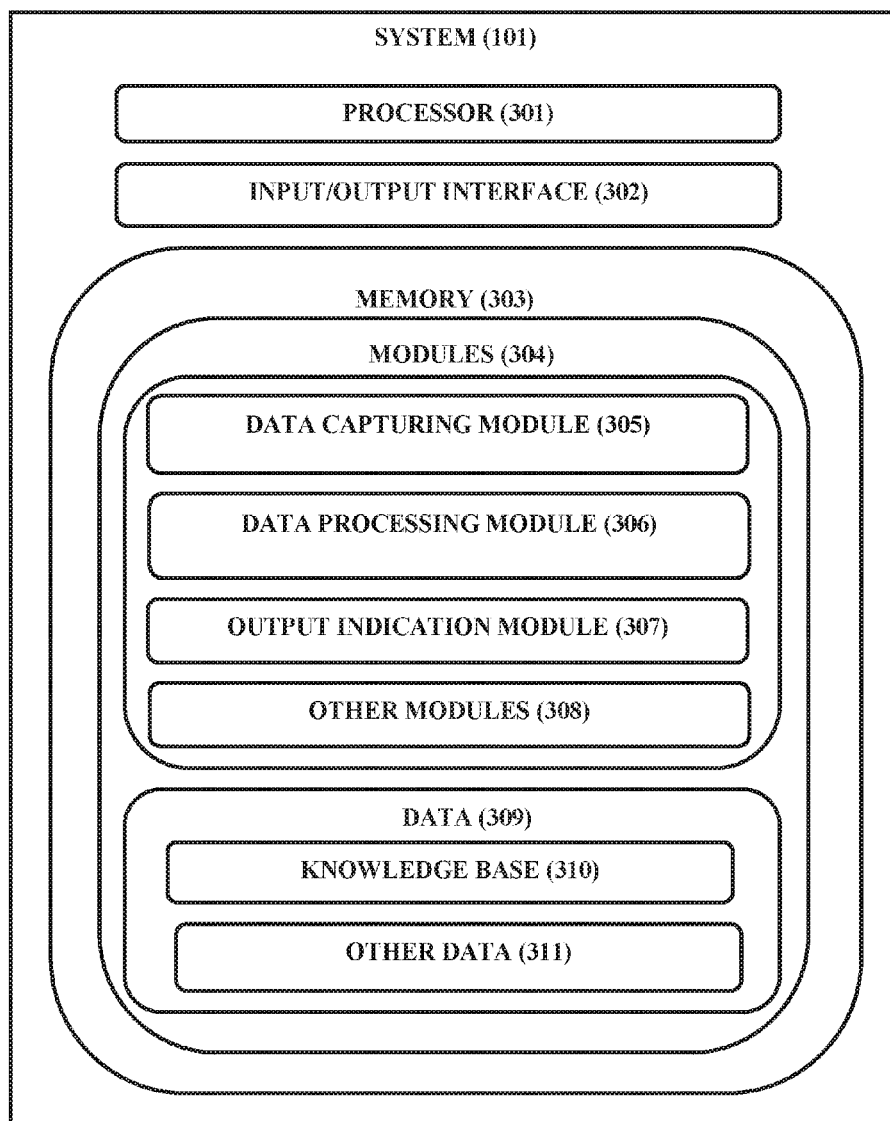 SYSTEM (101)
PROCESSOR (301)
INPUT/OUTPUT INTERFACE (302)
MEMORY (303)
MODULES (304)
DATA CAPTURING MODULE (305)
DATA PROCESSING MODULE (306)
OUTPUT INDICATION MODULE (307)
OTHER MODULES (308)
DATA (309)
KNOWLEDGE BASE (310)
OTHER DATA (311)